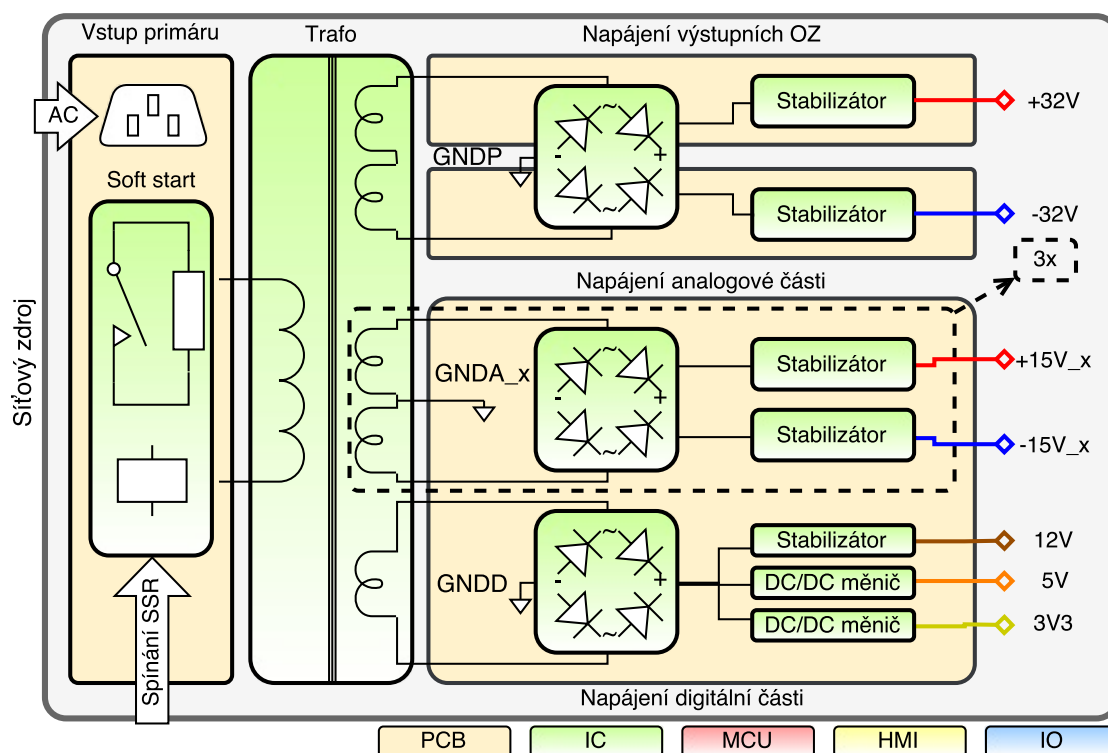 Vstup primáru
Trafo
Napájení výstupních OZ
AC
Stabilizátor
+32V
~
GNDP
-
+
~
Soft start
Stabilizátor
-32V
3x
Napájení analogové části
~
GNDA_x
Stabilizátor
+15V_x
-
+
~
Stabilizátor
-15V_x
Síťový zdroj
~
Stabilizátor
12V
GNDD
-
+
DC/DC měnič
5V
~
DC/DC měnič
3V3
Spínání SSR
Napájení digitální části
PCB
IC
MCU
HMI
IO